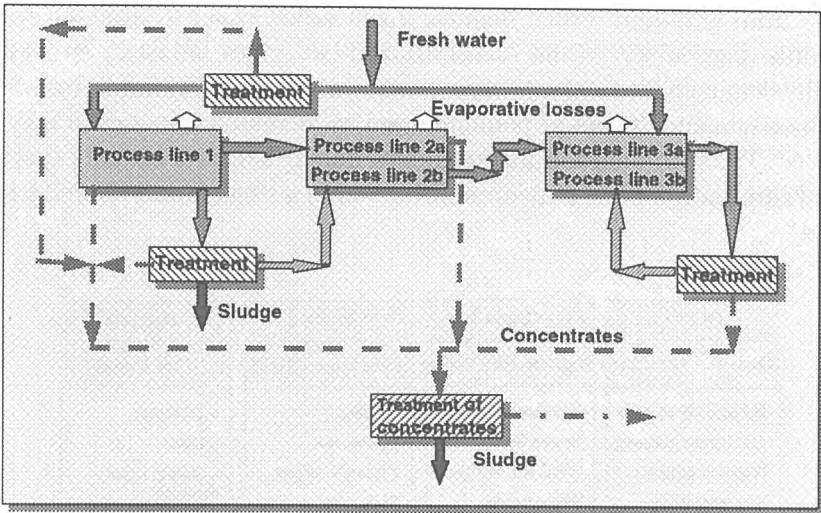 Fresh water
Treatment
Evaporative losses
Process line 1
Process line 2a
Process line 2b
Process line 3a
Process line 3b
Treatment
Treatment
Sludge
Concentrates
Treatment of
concentrates
Sludge